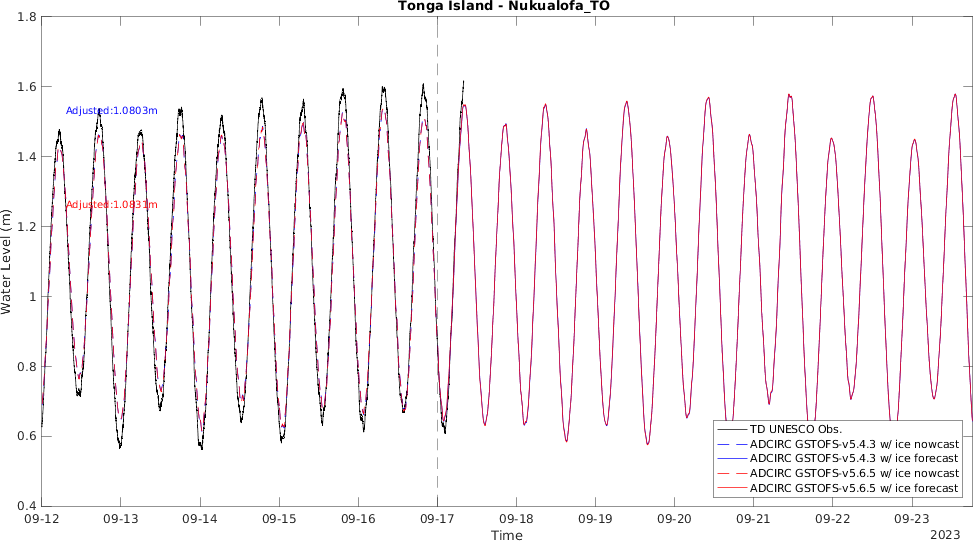 Tonga Island - Nukualofa_TO
1.8
1.6
1.4
1.2
1
0.8
0.6
0.4
Water Level (m)
Adjusted:1.0803m
Adjusted:1.0831m
TD UNESCO Obs.
ADCIRC GSTOFS-v5.4.3 w/ ice nowcast
ADCIRC GSTOFS-v5.4.3 w/ ice forecast
ADCIRC GSTOFS-v5.6.5 w/ ice nowcast
ADCIRC GSTOFS-v5.6.5 w/ ice forecast
09-12 09-13 09-14 09-15 09-16 09-17 09-18 09-19 09-20 09-21 09-22 09-23
Time
2023